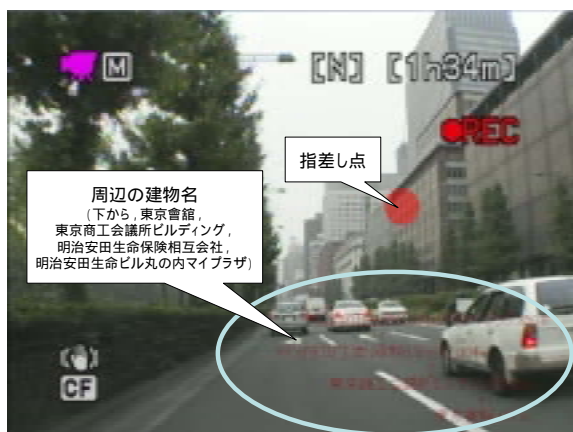 M
[N] [1h34m]
●REC
指差し点
周辺の建物名
(下から,東京會舘,
東京商工会議所ビルディング,
明治安田生命保険相互会社,
明治安田生命ビル丸の内マイプラザ)
CF